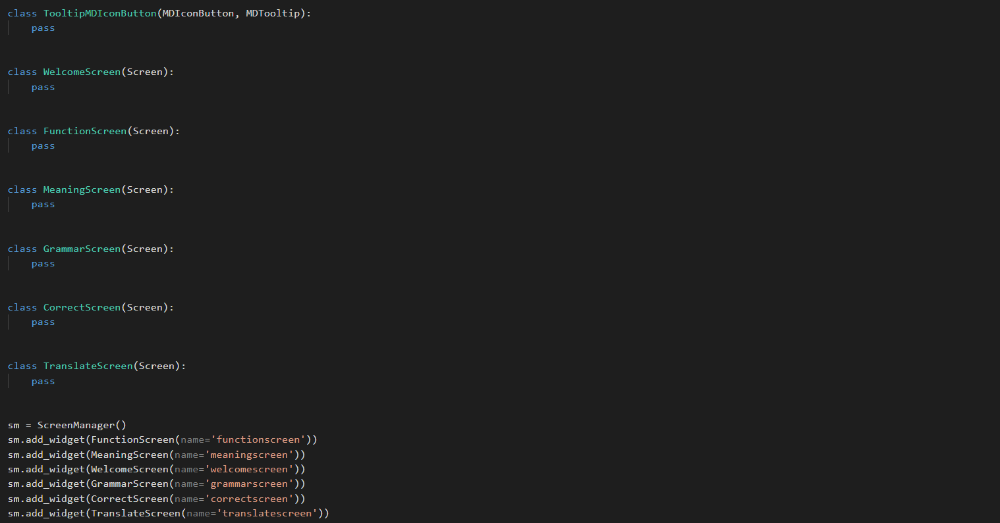 class TooltipMDIconButton(MDIconButton, MDTooltip):
    pass
class WelcomeScreen(Screen):
    pass
class FunctionScreen(Screen):
    pass
class MeaningScreen(Screen):
    pass
class GrammarScreen(Screen):
    pass
class CorrectScreen(Screen):
    pass
class TranslateScreen(Screen):
    pass
sm = ScreenManager()
sm.add_widget(FunctionScreen(name='functionscreen'))
sm.add_widget(MeaningScreen(name='meaningscreen'))
sm.add_widget(WelcomeScreen(name='welcomescreen'))
sm.add_widget(GrammarScreen(name='grammarscreen'))
sm.add_widget(CorrectScreen(name='correctscreen'))
sm.add_widget(TranslateScreen(name='translatescreen'))